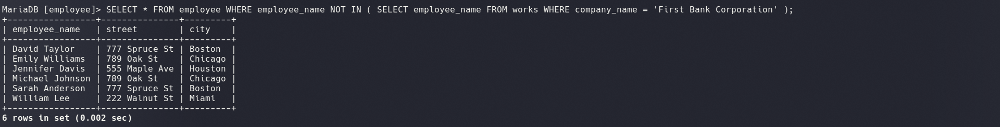 MariaDB [employee]> SELECT * FROM employee WHERE employee_name NOT IN ( SELECT employee_name FROM works WHERE company_name = 'First Bank Corporation' );
+-----------------+---------------+---------+
| employee_name   | street        | city    |
+-----------------+---------------+---------+
| David Taylor    | 777 Spruce St | Boston  |
| Emily Williams  | 789 Oak St    | Chicago |
| Jennifer Davis  | 555 Maple Ave | Houston |
| Michael Johnson | 789 Oak St    | Chicago |
| Sarah Anderson  | 777 Spruce St | Boston  |
| William Lee     | 222 Walnut St | Miami   |
+-----------------+---------------+---------+
6 rows in set (0.002 sec)